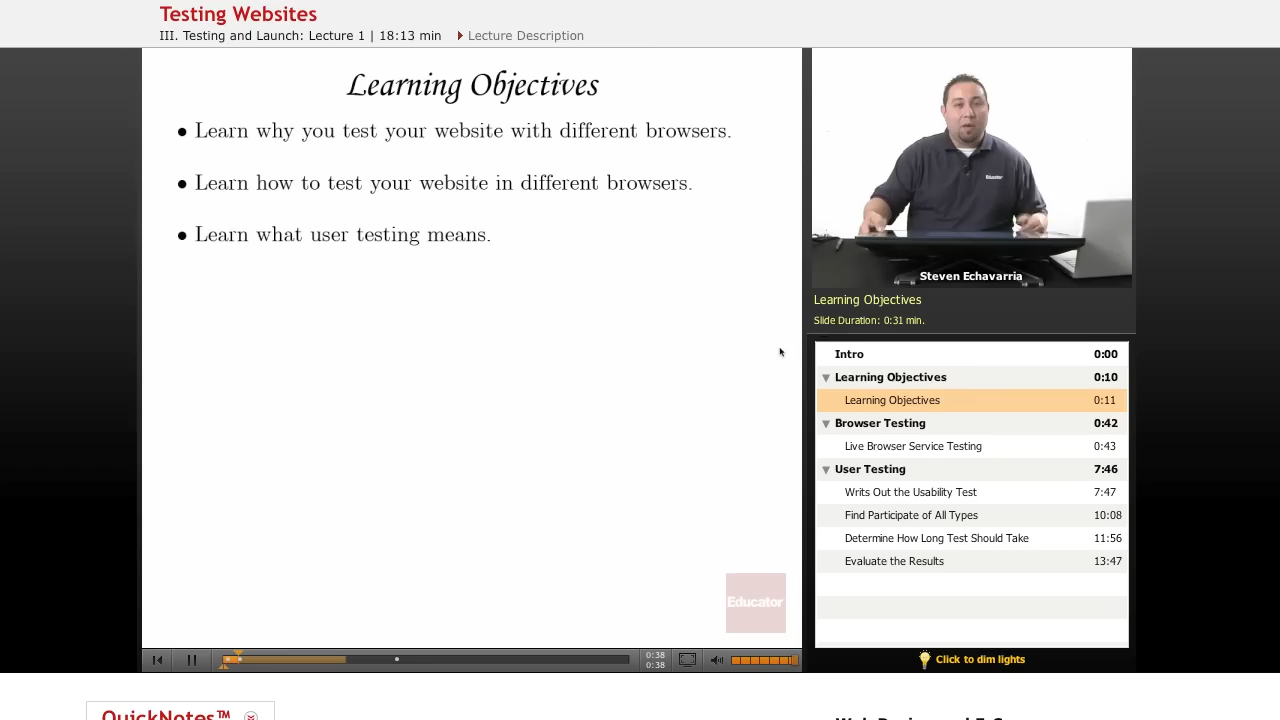 Testing Websites
III. Testing and Launch: Lecture 1 | 18:13 min Lecture Description
Learning Objectives
• Learn why you test your website with different browsers.
• Learn how to test your website in different browsers.
• Learn what user testing means.
Educator
Educator
Steven Echavarria
Learning Objectives
Slide Duration: 0:31 min.
Intro 0:00
Learning Objectives 0:10
Learning Objectives 0:11
Browser Testing 0:42
Live Browser Service Testing 0:43
User Testing 7:46
Writs Out the Usability Test 7:47
Find Participate of All Types 10:08
Determine How Long Test Should Take 11:56
Evaluate the Results 13:47
0:38
0:38
Click to dim lights
QuickNotes™